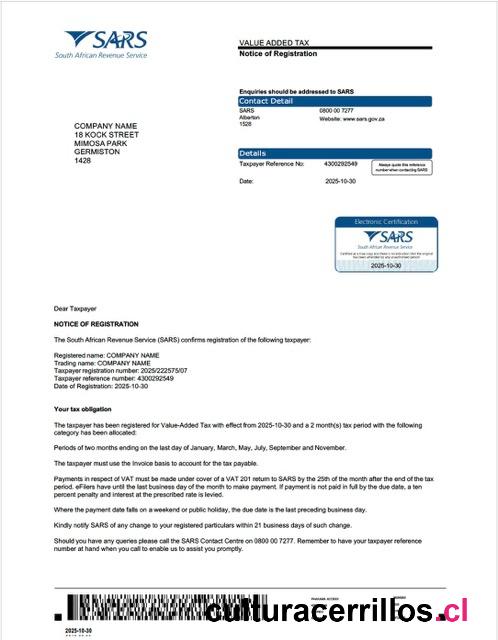 SARS
South African Revenue Service
VALUE ADDED TAX
Notice of Registration
Enquiries should be addressed to SARS
Contact Detail
SARS
Alberton
1528
0800 00 7277
Website: www.sars.gov.za
COMPANY NAME
18 KOCK STREET
MIMOSA PARK
GERMISTON
1428
Details
Taxpayer Reference No: 4300292549
Always quote this reference
number when contacting SARS
Date: 2025-10-30
Electronic Certification
SARS
South African Revenue Service
2025-10-30
Dear Taxpayer
NOTICE OF REGISTRATION
The South African Revenue Service (SARS) confirms registration of the following taxpayer:
Registered name: COMPANY NAME
Trading name: COMPANY NAME
Taxpayer registration number: 2025/222575/07
Taxpayer reference number: 4300292549
Date of Registration: 2025-10-30
Your tax obligation
The taxpayer has been registered for Value-Added Tax with effect from 2025-10-30 and a 2 month(s) tax period with the following
category has been allocated:
Periods of two months ending on the last day of January, March, May, July, September and November.
The taxpayer must use the Invoice basis to account for the tax payable.
Payments in respect of VAT must be made under cover of a VAT 201 return to SARS by the 25th of the month after the end of the tax
period. eFilers have until the last business day of the month to make payment. If payment is not paid in full by the due date, a ten
percent penalty and interest at the prescribed rate is levied.
Where the payment date falls on a weekend or public holiday, the due date is the last preceding business day.
Kindly notify SARS of any change to your registered particulars within 21 business days of such change.
Should you have any queries please call the SARS Contact Centre on 0800 00 7277. Remember to have your taxpayer reference
number at hand when you call to enable us to assist you promptly.
culturacerrillos.cl
2025-10-30